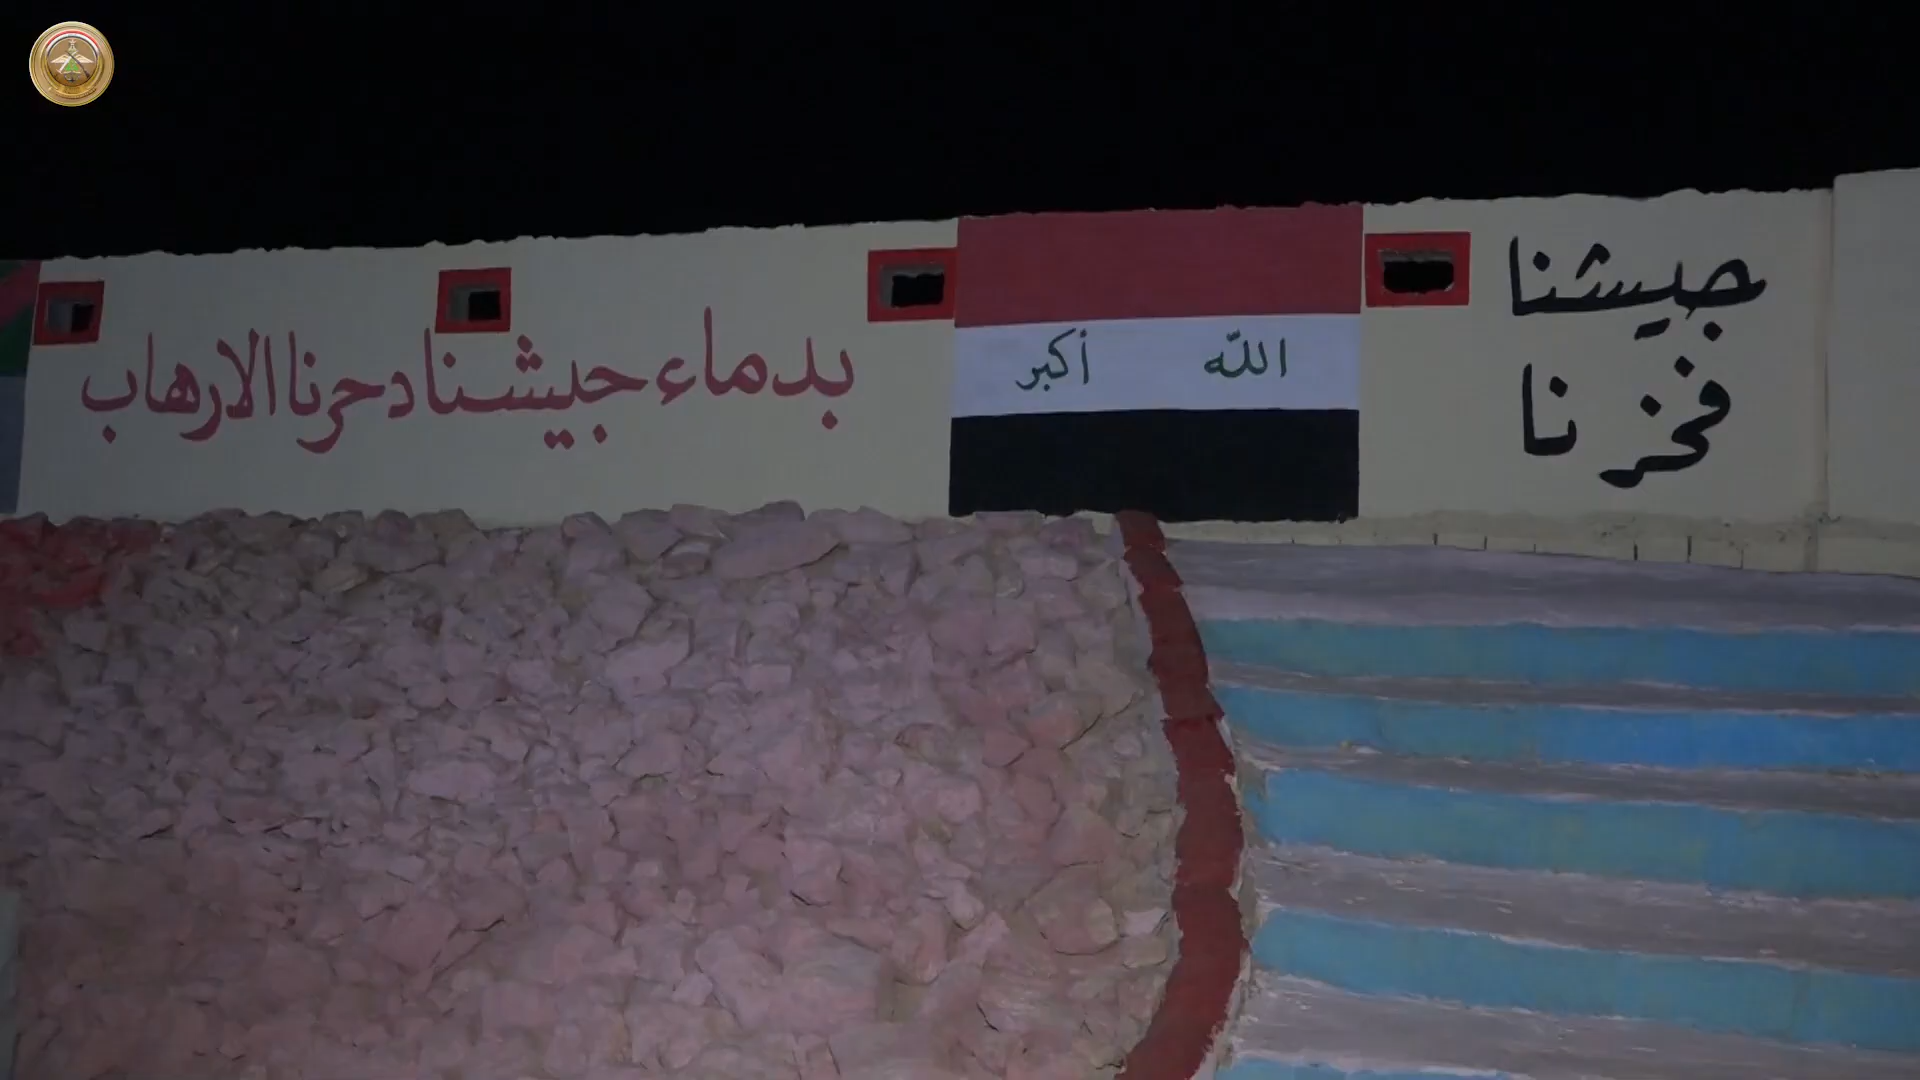 جيشنا
فخرنا
الله أكبر
بدماء جيشنا دحرنا الارهاب